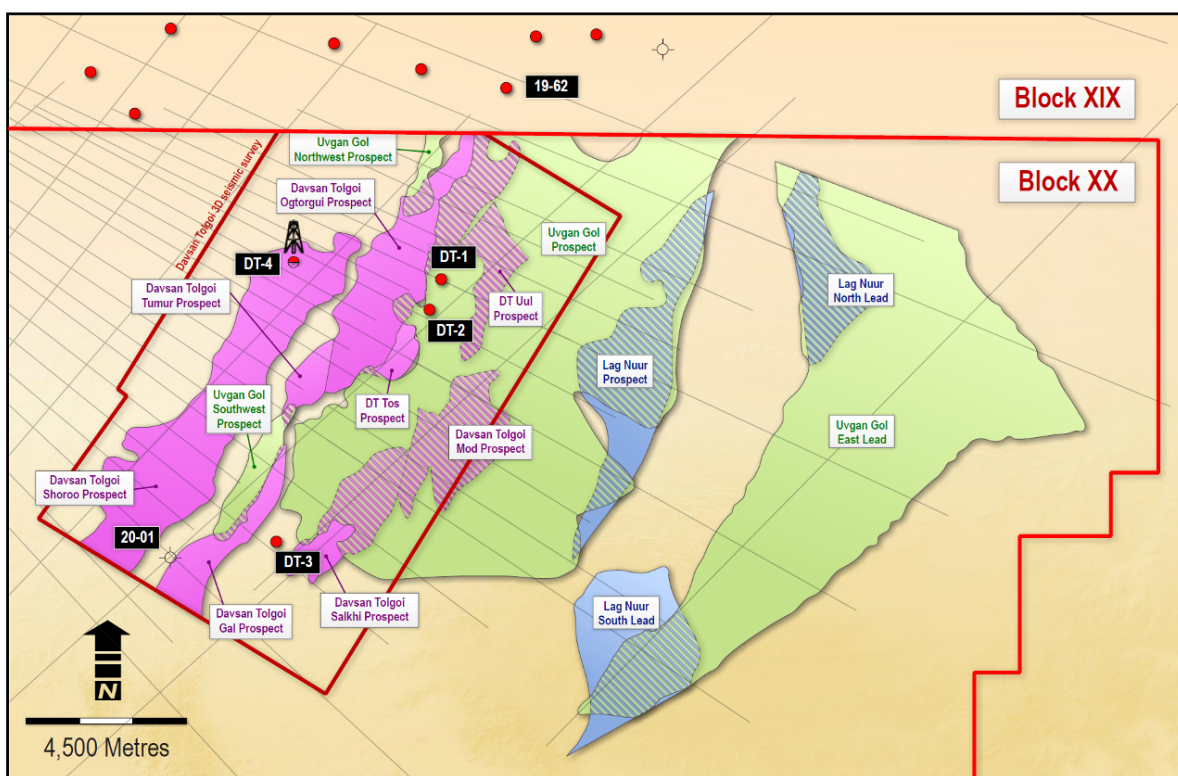 19-62
Block XIX
Uvgan Gol
Northwest Prospect
Block XX
Davsan Tolgoi 3D seismic survey
Davsan Tolgoi
Ogtorgui Prospect
Uvgan Gol
Prospect
DT-4
DT-1
Davsan Tolgoi
Tumur Prospect
DT Uul
Prospect
Lag Nuur
North Lead
DT-2
Lag Nuur
Prospect
Uvgan Gol
Southwest
Prospect
DT Tos
Prospect
Uvgan Gol
East Lead
Davsan Tolgoi
Mod Prospect
Davsan Tolgoi
Shoroo Prospect
20-01
DT-3
Davsan Tolgoi
Gal Prospect
Davsan Tolgoi
Salkhi Prospect
Lag Nuur
South Lead
N
4,500 Metres